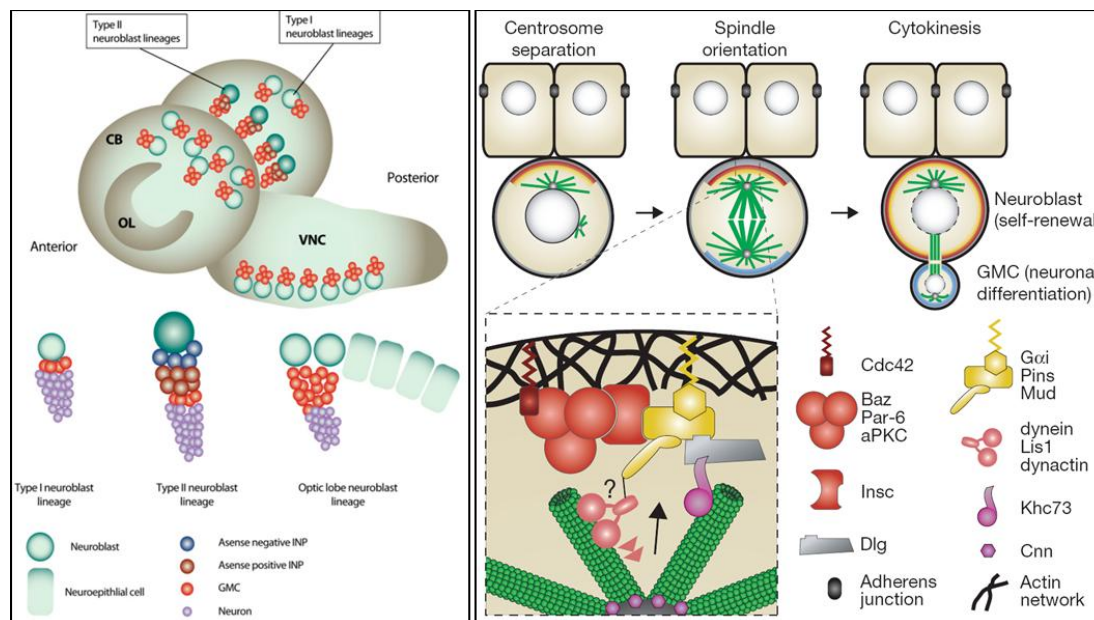 Type II
neuroblast lineages
Type I
neuroblast lineages
CB
OL
VNC
Posterior
Anterior
Type I neuroblast
lineage
Type II neuroblast
lineage
Optic lobe neuroblast
lineage
Neuroblast
Neuroepithlial cell
Asense negative INP
Asense positive INP
GMC
Neuron
Centrosome
separation
Spindle
orientation
Cytokinesis
Neuroblast
(self-renewal
GMC (neurona
differentiation)
?
Cdc42
Baz
Par-6
aPKC
Insc
Dlg
Adherens
junction
Gαi
Pins
Mud
dynein
Lis1
dynactin
Khc73
Cnn
Actin
network